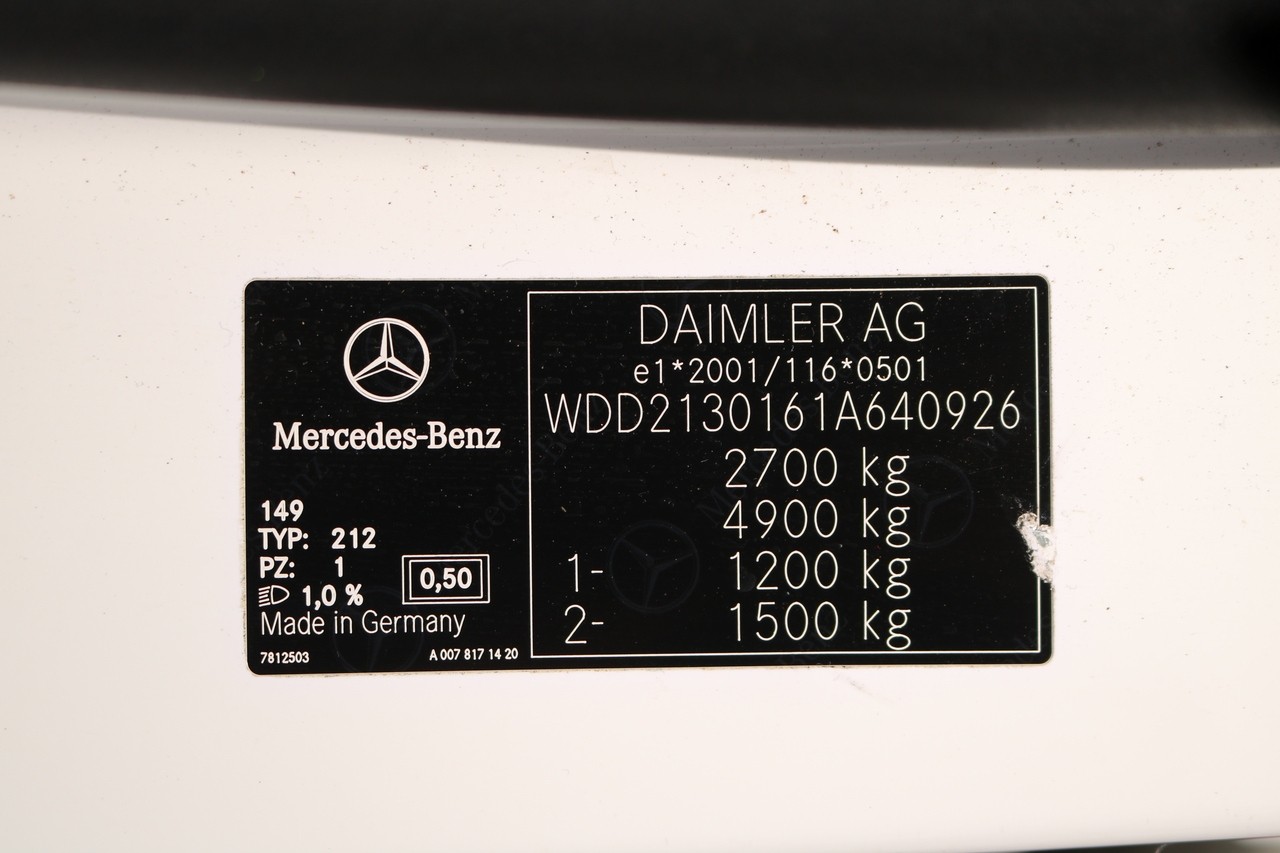 Mercedes-Benz
149
TYP: 212
PZ: 1
1,0 %
0,50
Made in Germany
7812503
A 007 817 14 20
DAIMLER AG
e1*2001/116*0501
WDD2130161A640926
2700 kg
4900 kg
1- 1200 kg
2- 1500 kg